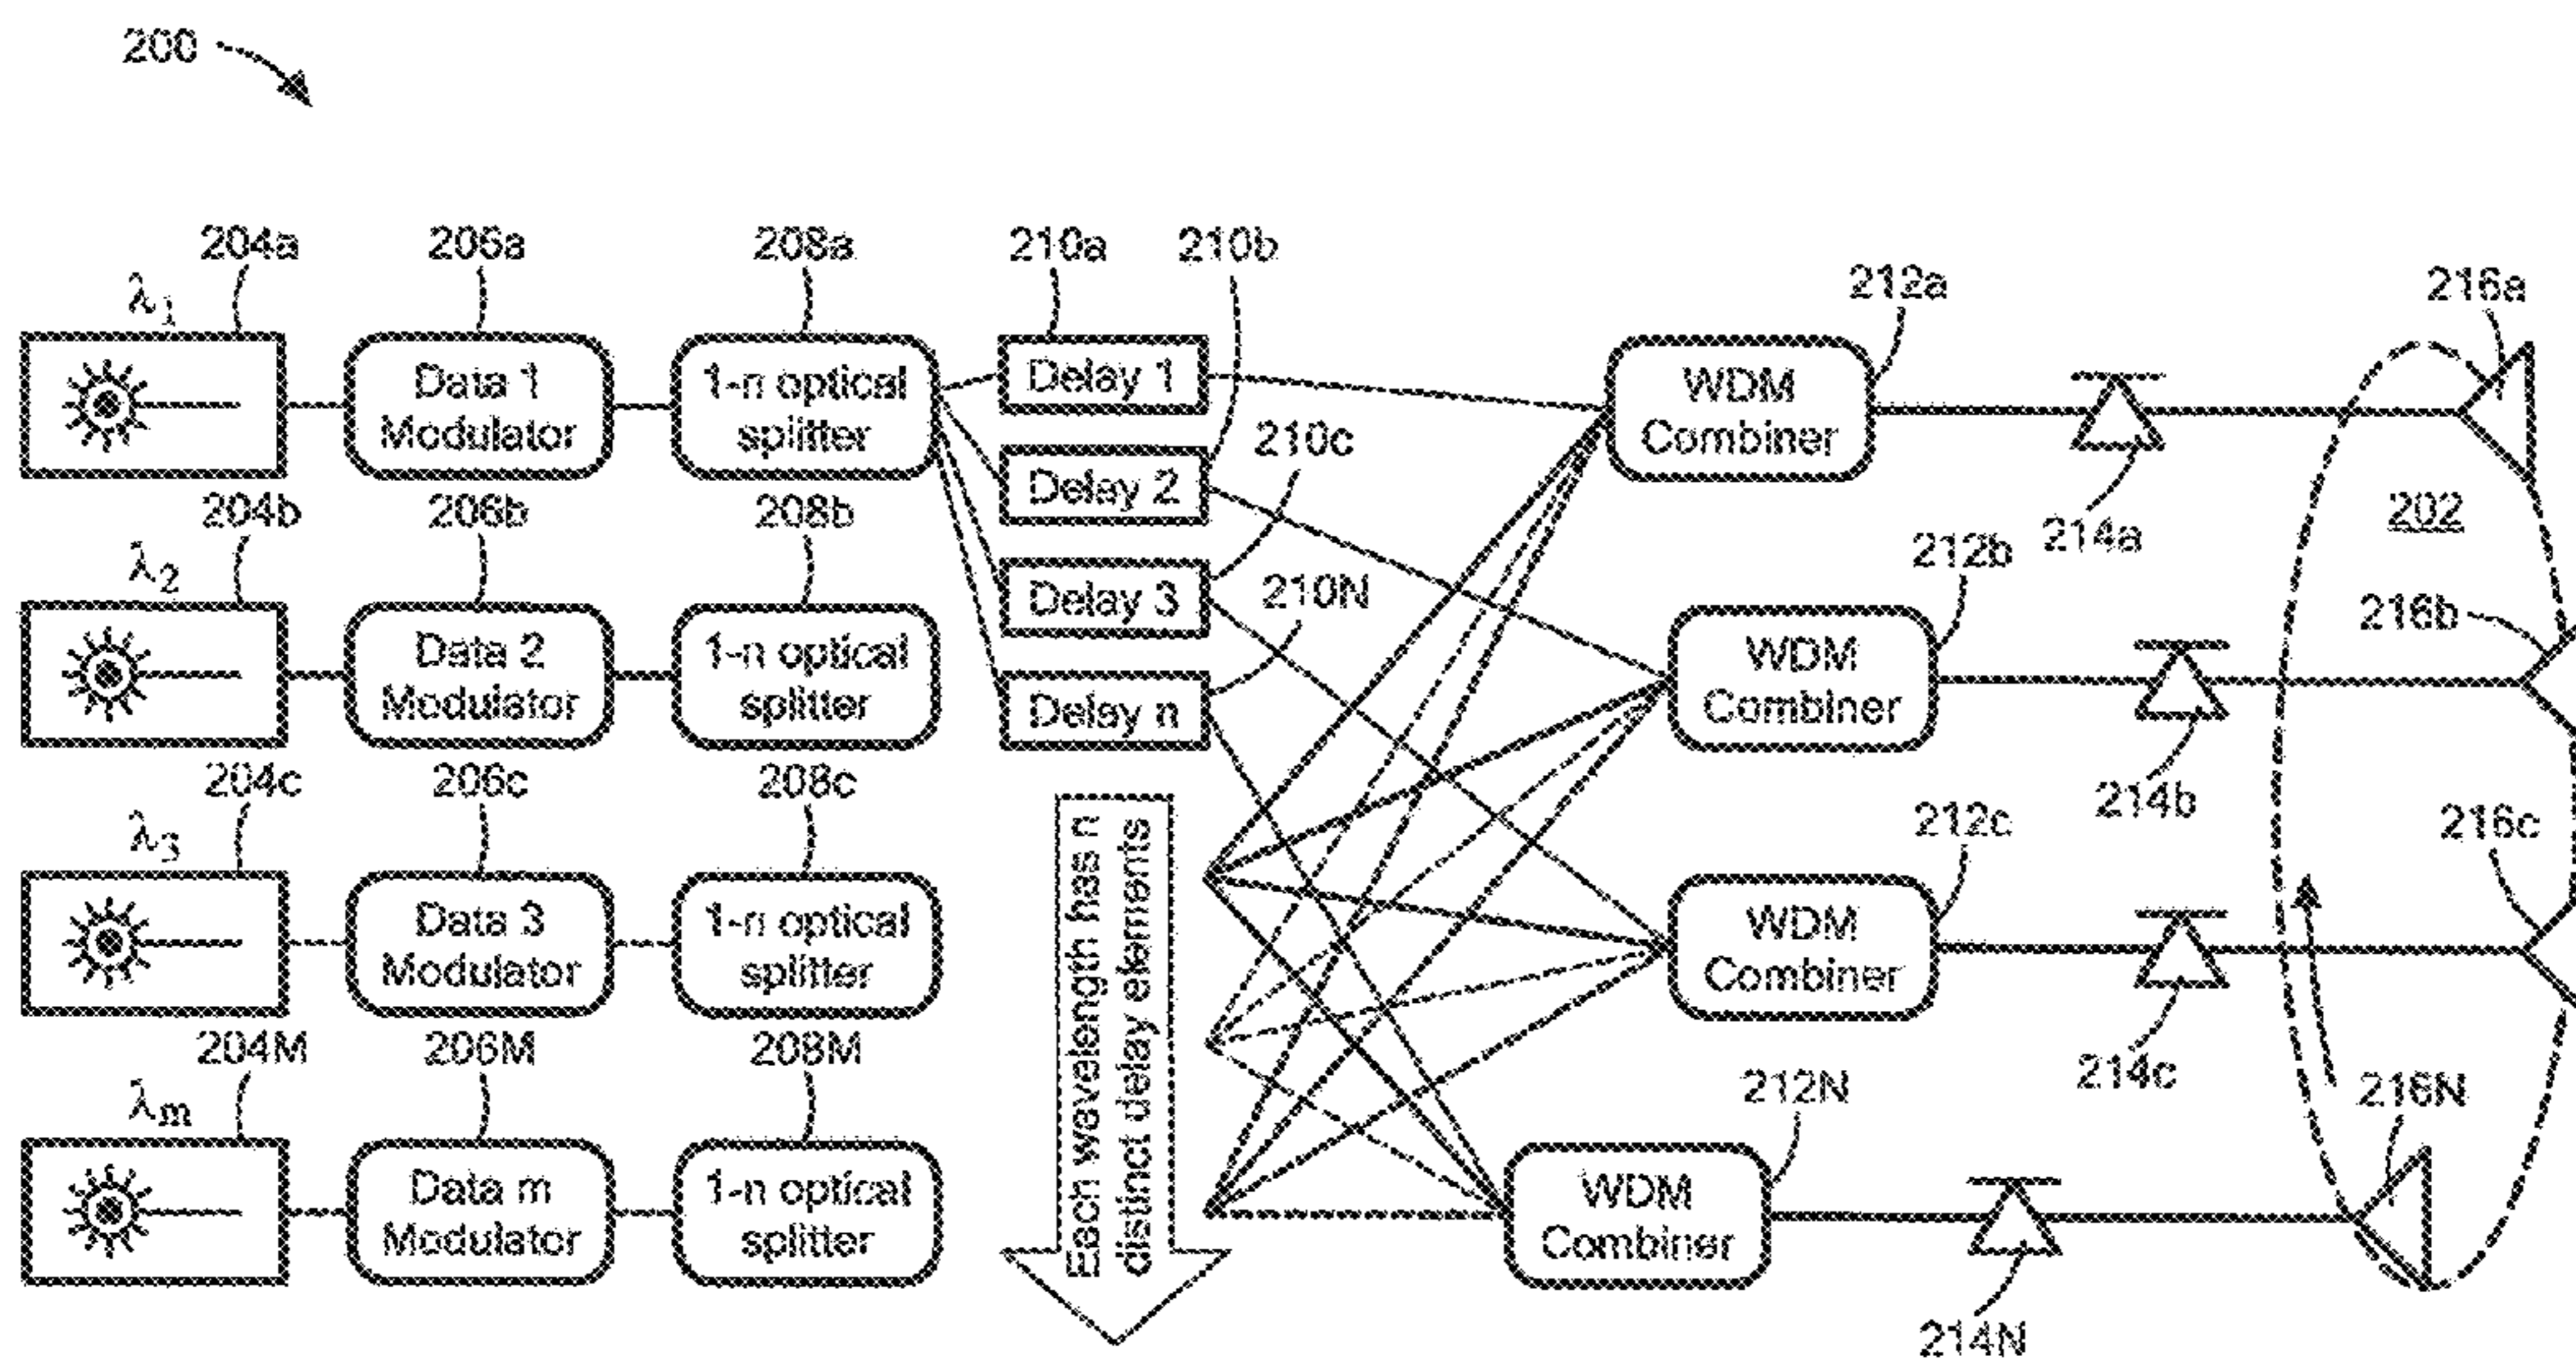 200
204a
206a
208a
210a
210b
212a
216a
λ1
Data 1
Modulator
1-n optical
splitter
Delay 1
WDM
Combiner
214a
202
204b
206b
208b
Delay 2
210c
212b
216b
λ2
Data 2
Modulator
1-n optical
splitter
Delay 3
210N
WDM
Combiner
214b
Delay n
204c
206c
208c
212c
216c
λ3
Data 3
Modulator
1-n optical
splitter
Each wavelength has n
distinct delay elements
WDM
Combiner
214c
204M
206M
208M
212N
216N
λm
Data m
Modulator
1-n optical
splitter
WDM
Combiner
214N